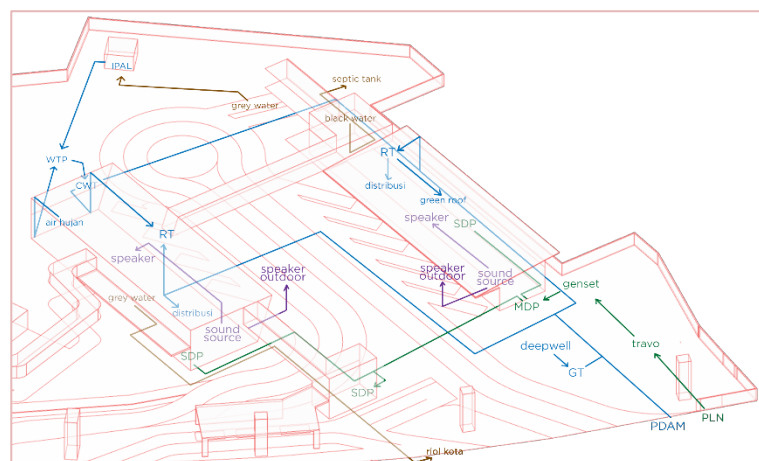 IPAL
septic tank
grey water
black water
RT
WTP
CWT
distribusi
green roof
air hujan
speaker
SDP
RT
speaker
speaker
outdoor
speaker
outdoor
sound
source
genset
grey water
distribusi
MDP
sound
source
SDP
deepwell
travo
GT
SDP
PLN
PDAM
riol kota